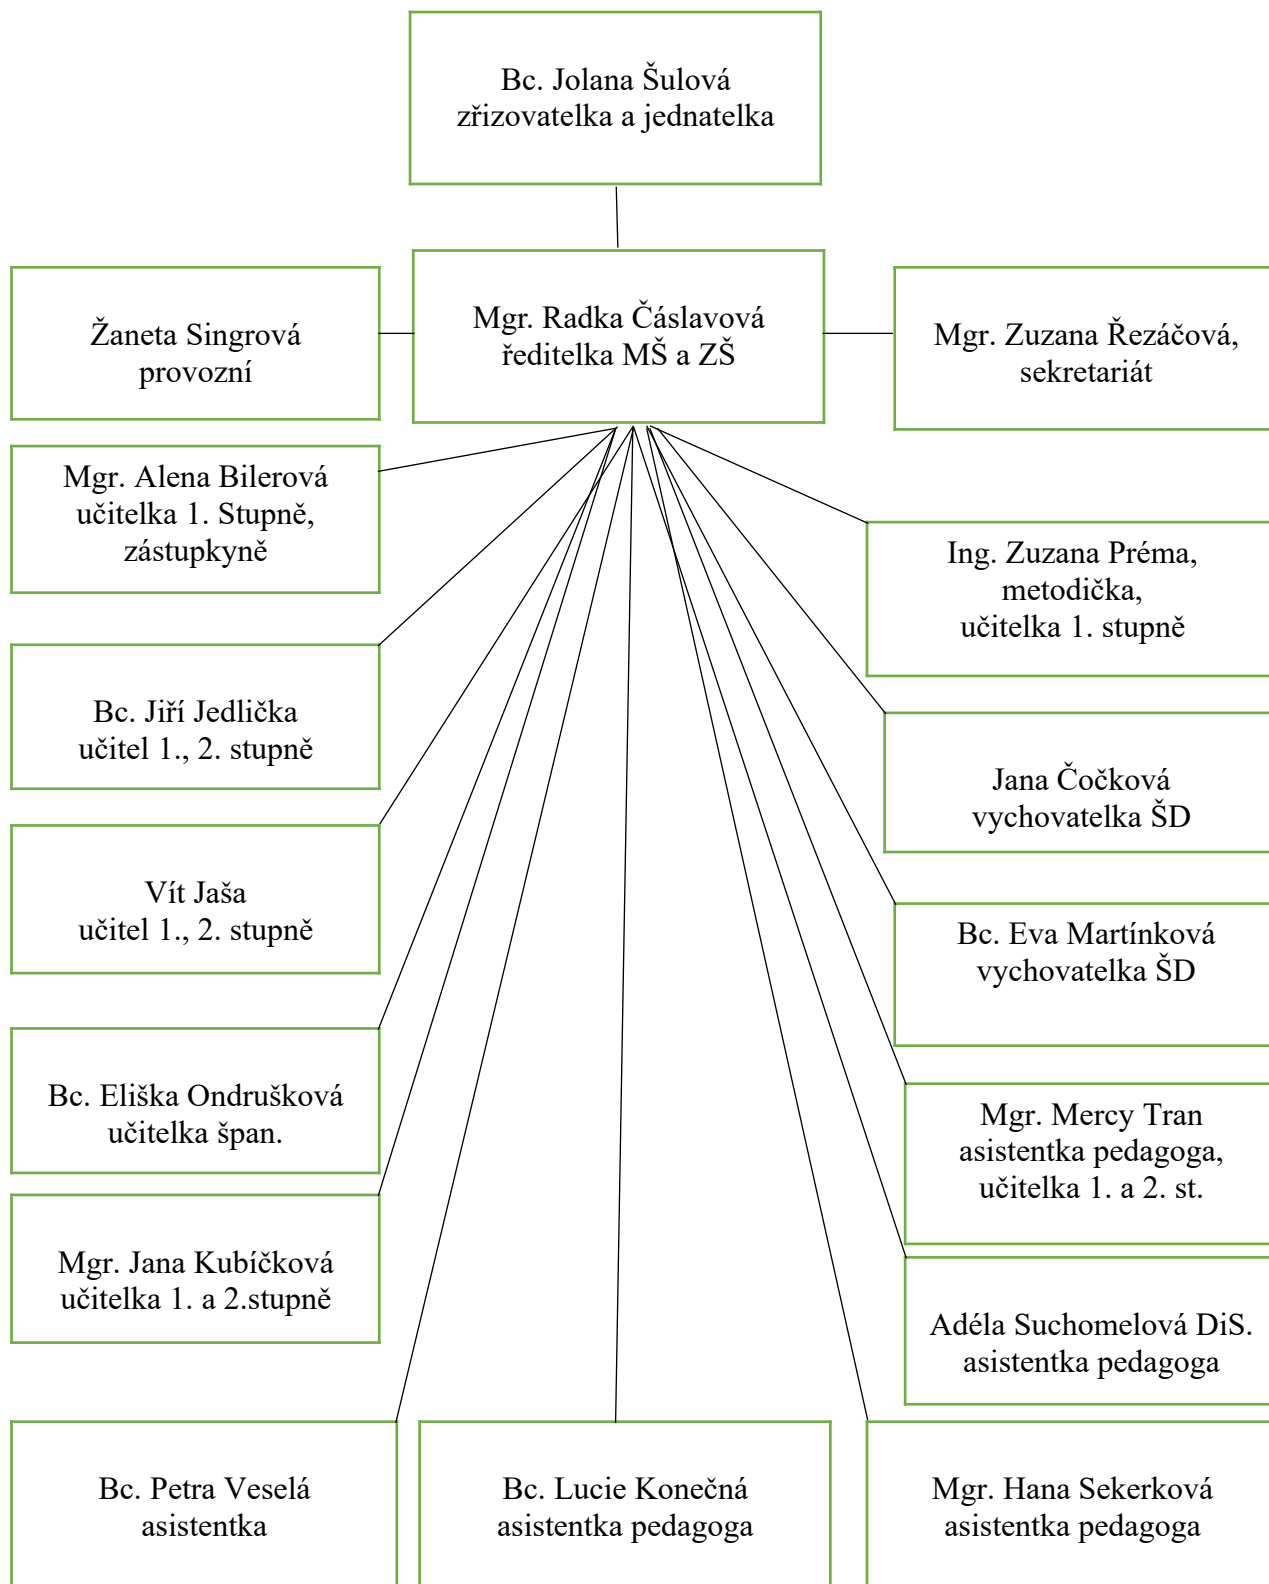 Bc. Jolana Šulová
zřizovatelka a jednatelka
Žaneta Singrová
provozní
Mgr. Radka Čáslavová
ředitelka MŠ a ZŠ
Mgr. Zuzana Řezáčová,
sekretariát
Mgr. Alena Bilerová
učitelka 1. Stupně,
zástupkyně
Ing. Zuzana Préma,
metodička,
učitelka 1. stupně
Bc. Jiří Jedlička
učitel 1., 2. stupně
Jana Čočková
vychovatelka ŠD
Vít Jaša
učitel 1., 2. stupně
Bc. Eva Martínková
vychovatelka ŠD
Bc. Eliška Ondrušková
učitelka špan.
Mgr. Mercy Tran
asistentka pedagoga,
učitelka 1. a 2. st.
Mgr. Jana Kubíčková
učitelka 1. a 2.stupně
Adéla Suchomelová DiS.
asistentka pedagoga
Bc. Petra Veselá
asistentka
Bc. Lucie Konečná
asistentka pedagoga
Mgr. Hana Sekerková
asistentka pedagoga